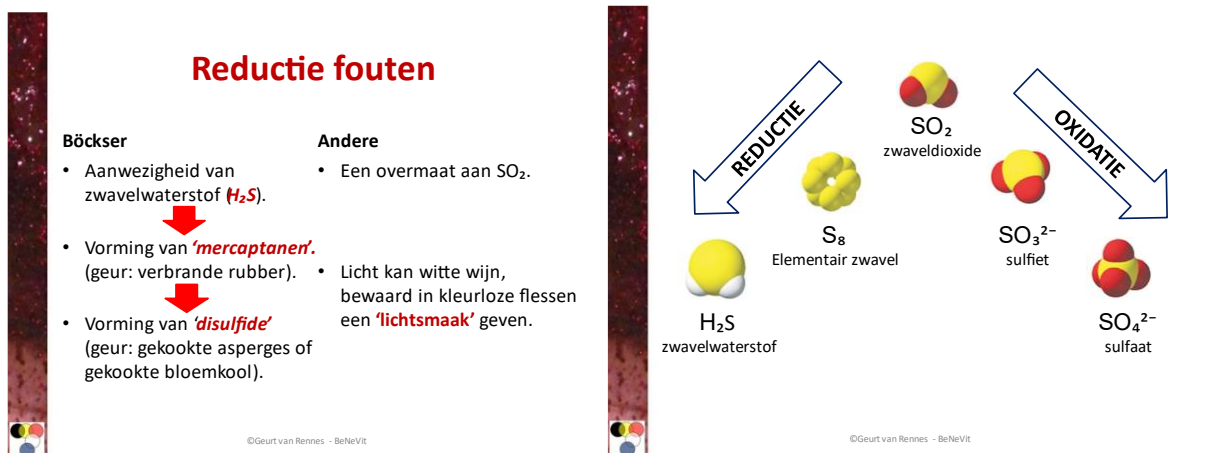 Reductie fouten
Böckser
• Aanwezigheid van
zwavelwaterstof (H₂S).
• Vorming van ‘mercaptanen’.
(geur: verbrande rubber).
• Vorming van ‘disulfide’
(geur: gekookte asperges of
gekookte bloemkool).
Andere
• Een overmaat aan SO₂.
• Licht kan witte wijn,
bewaard in kleurloze flessen
een ‘lichtsmaak’ geven.
©Geurt van Rennes - BeNeVit
REDUCTIE
OXIDATIE
SO₂
zwaveldioxide
S₈
Elementair zwavel
SO₃²⁻
sulfiet
H₂S
zwavelwaterstof
SO₄²⁻
sulfaat
©Geurt van Rennes - BeNeVit